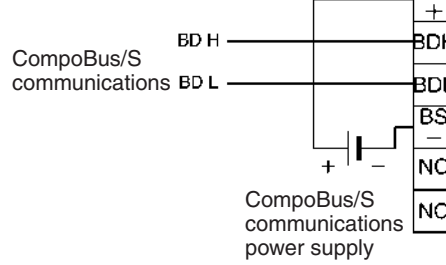 +
BD H
BDH
CompoBus/S
communications
BD L
BDL
BS
−
+ −
NC
CompoBus/S
communications
power supply
NC